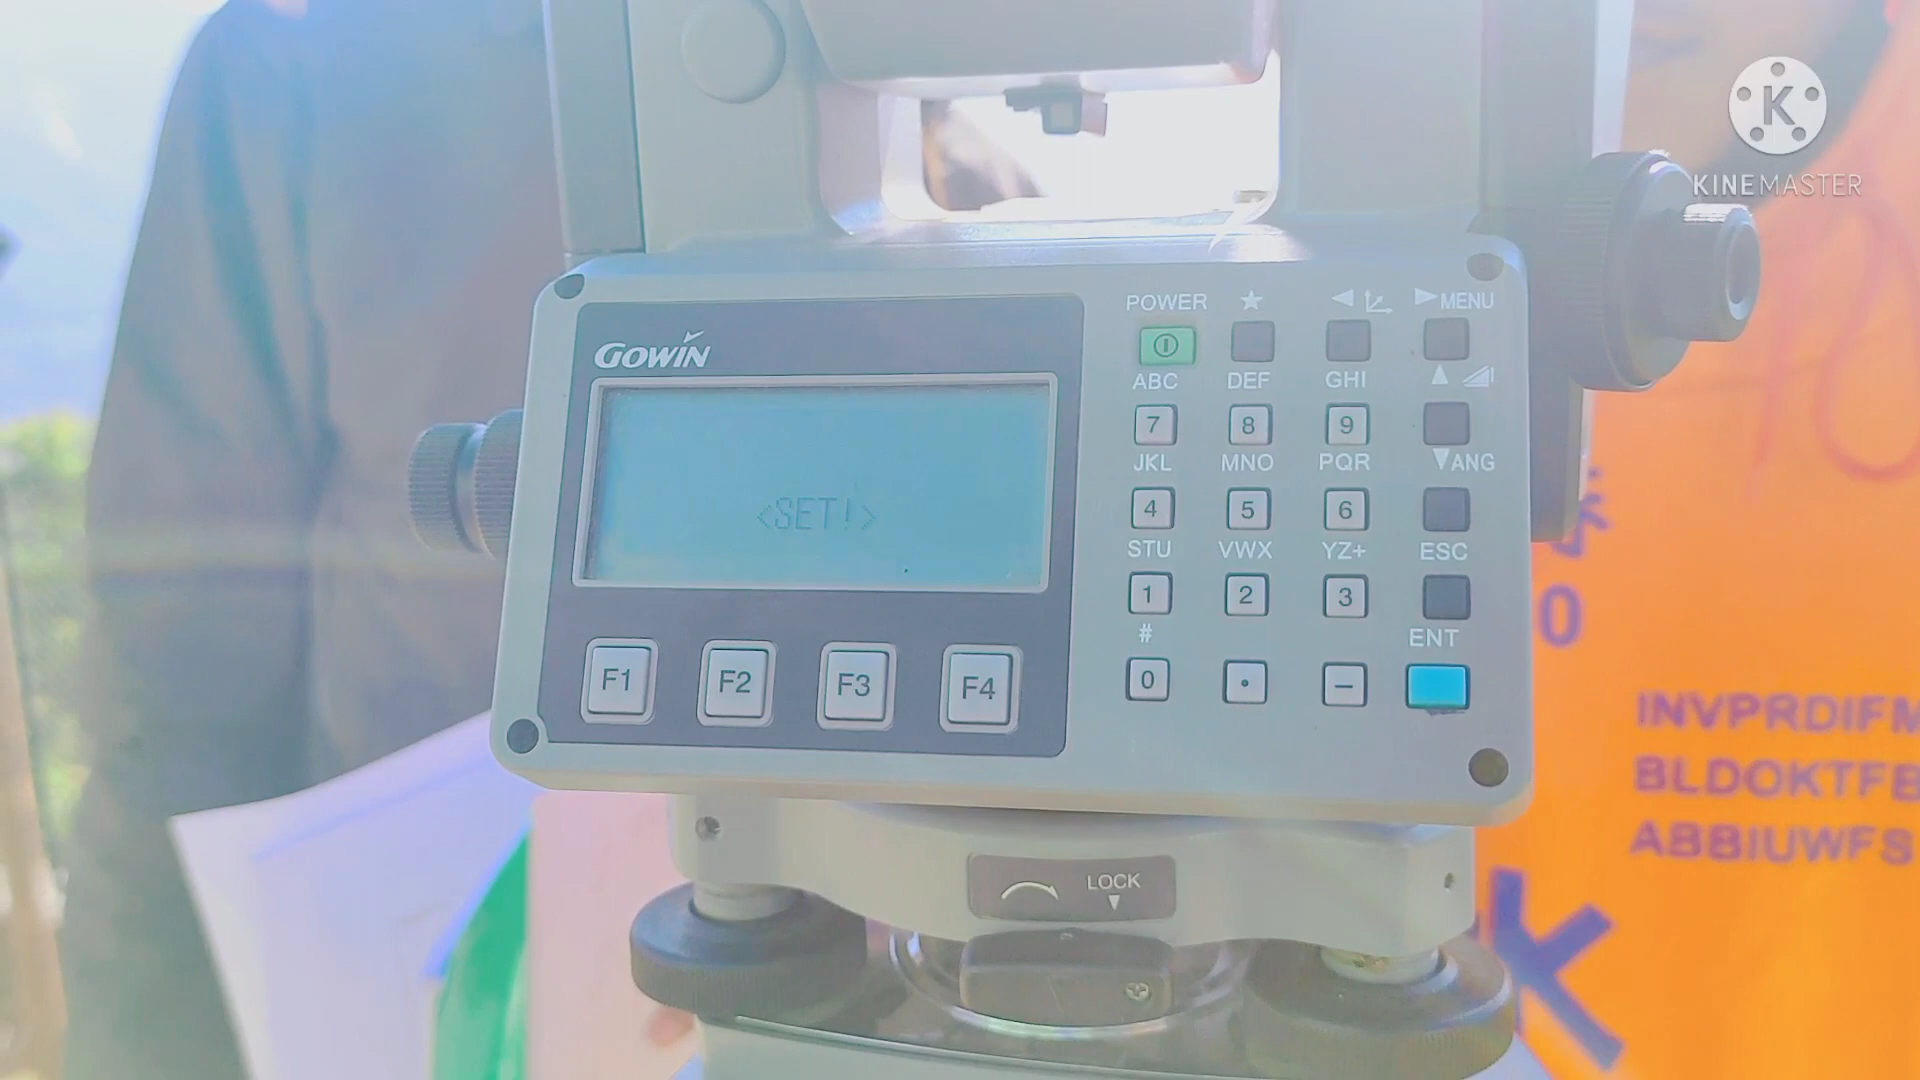 KINEMASTER
GOWIN
<SET!>
F1 F2 F3 F4
POWER ★ ◀ ▶ MENU
ABC DEF GHI ▲
7 8 9
JKL MNO PQR ▼ ANG
4 5 6
STU VWX YZ+ ESC
1 2 3
# ENT
0 . −
LOCK
▼
0
INVPRDIFM
BLDOKTFB
ABBIUWFS
K